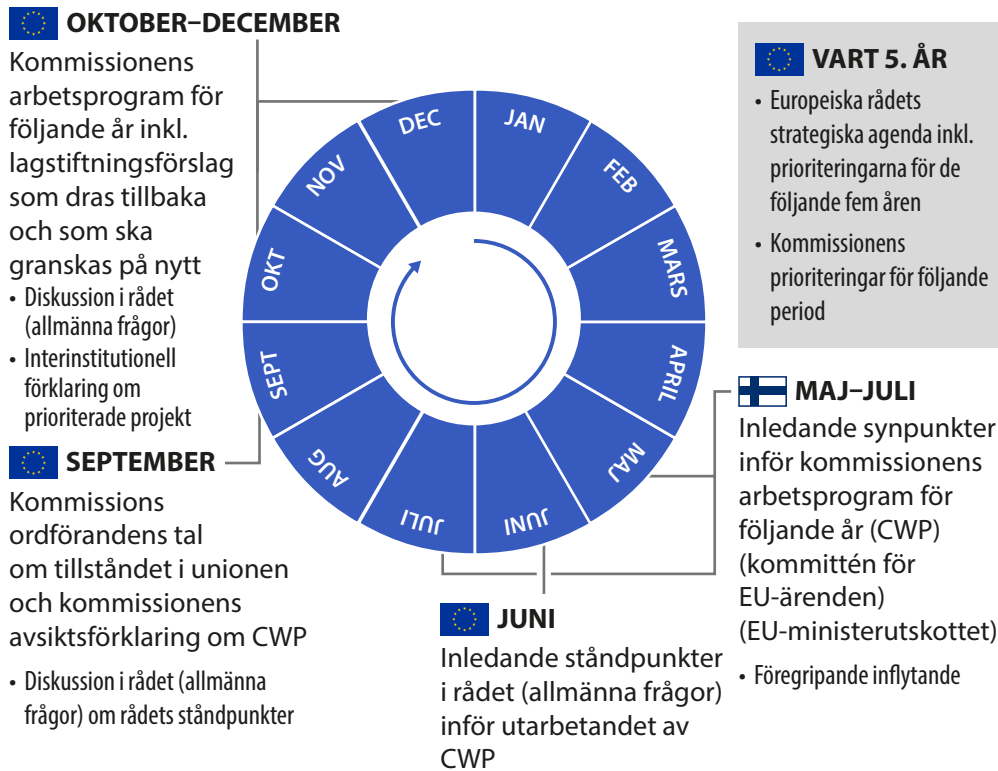 OKTOBER–DECEMBER
Kommissionens
arbetsprogram för
följande år inkl.
lagstiftningsförslag
som dras tillbaka
och som ska
granskas på nytt
• Diskussion i rådet
(allmänna frågor)
• Interinstitutionell
förklaring om
prioriterade projekt
SEPTEMBER
Kommissions
ordförandens tal
om tillståndet i unionen
och kommissionens
avsiktsförklaring om CWP
• Diskussion i rådet (allmänna
frågor) om rådets ståndpunkter
JAN
FEB
MARS
APRIL
MAJ
JUNI
JULI
AUG
SEPT
OKT
NOV
DEC
JUNI
Inledande ståndpunkter
i rådet (allmänna frågor)
inför utarbetandet av
CWP
VART 5. ÅR
• Europeiska rådets
strategiska agenda inkl.
prioriteringarna för de
följande fem åren
• Kommissionens
prioriteringar för följande
period
MAJ–JULI
Inledande synpunkter
inför kommissionens
arbetsprogram för
följande år (CWP)
(kommittén för
EU-ärenden)
(EU-ministerutskottet)
• Föregripande inflytande